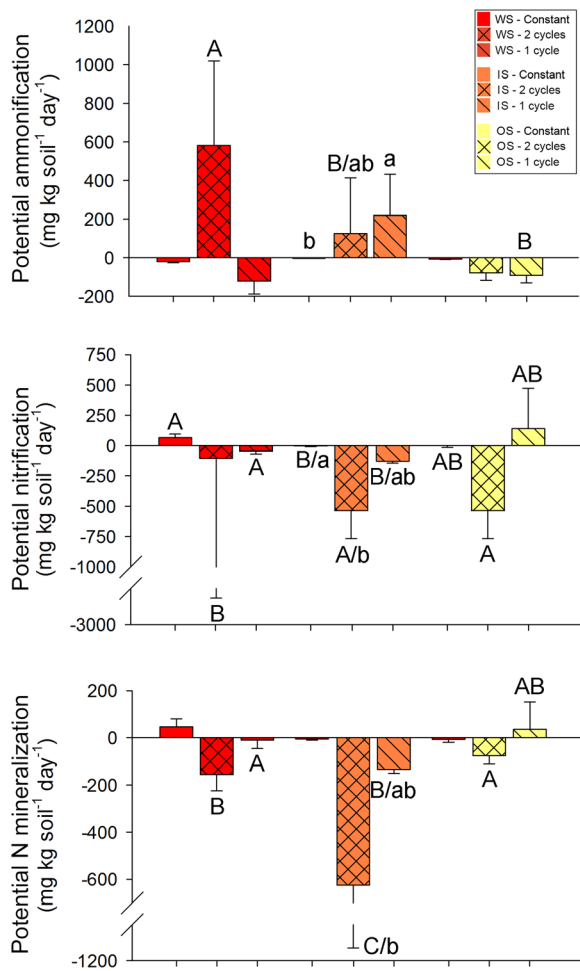 WS - Constant
WS - 2 cycles
WS - 1 cycle
IS - Constant
IS - 2 cycles
IS - 1 cycle
OS - Constant
OS - 2 cycles
OS - 1 cycle
Potential ammonification
(mg kg soil⁻¹ day⁻¹)
1200
1000
800
600
400
200
0
-200
A
b
B/ab
a
B
Potential nitrification
(mg kg soil⁻¹ day⁻¹)
750
500
250
0
-250
-500
-750
-1000
-3000
A
B
A
B/a
A/b
B/ab
AB
A
AB
Potential N mineralization
(mg kg soil⁻¹ day⁻¹)
200
0
-200
-400
-600
-1200
B
A
C/b
B/ab
A
AB